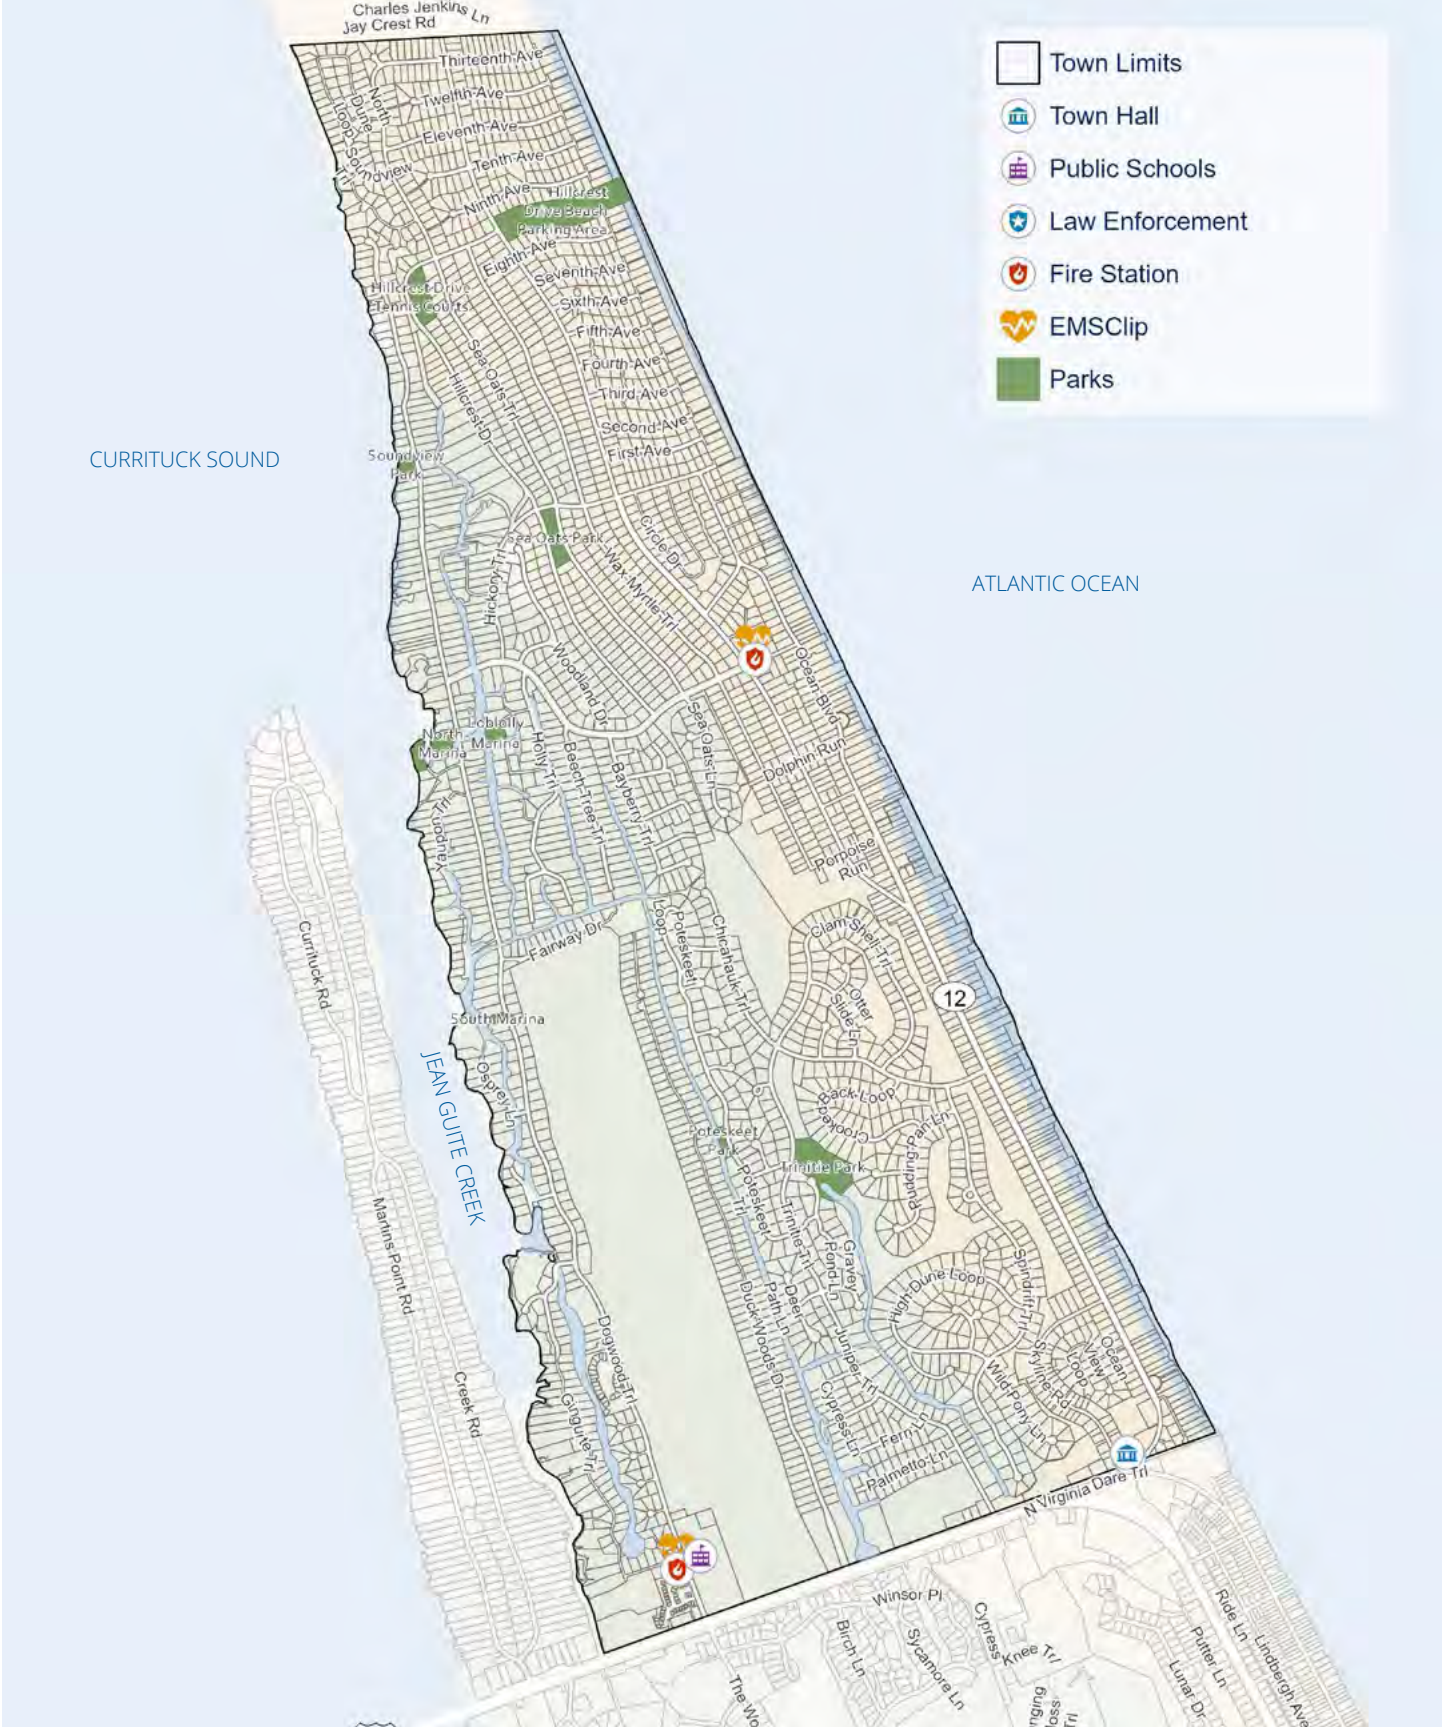 Charles Jenkins Ln
Jay Crest Rd
Thirteenth Ave
Twelfth Ave
North
Dune
Loop
Eleventh Ave
Soundview
Trl
Tenth Ave
Ninth Ave
Hillcrest
Drive Beach
Parking Area
Eighth Ave
Seventh Ave
Hillcrest Drive
Tennis Courts
Sixth Ave
Fifth Ave
Fourth Ave
Sea Oats Trl
Hillcrest Dr
Third Ave
Second Ave
First Ave
Soundview
Park
Sea Oats Park
Circle Dr
Wax Myrtle Trl
Hickory Trl
Woodland Dr
Ocean Blvd
Sea Oats Ln
Loblolly
Marina
North
Marina
Holly Trl
Beech Tree Trl
Bayberry Trl
Dolphin Run
Yaupon Trl
Porpoise
Run
Fairway Dr
Loop
Poteskeet
Chicahauk Trl
Clam Shell Trl
Otter
Slide Ln
12
South Marina
Osprey Ln
Back Loop
Crooked
Pudding Pan Ln
Poteskeet
Park
Trinitie Park
Poteskeet
Trl
Trinitie Trl
Gravey
Pond Ln
High Dune Loop
Spindrift Trl
Deer
Path Ln
Duck Woods Dr
Juniper Trl
Skyline Rd
Ocean
View
Loop
Wild Pony Ln
Cypress Ln
Fern Ln
Palmetto Ln
Dogwood Trl
Ginguite Trl
N Virginia Dare Trl
Currituck Rd
Martins Point Rd
Creek Rd
Winsor Pl
Birch Ln
Sycamore Ln
Cypress
Knee Trl
The Wo
nging
loss
Trl
Ride Ln
Putter Ln
Lunar Dr
Lindbergh Ave
CURRITUCK SOUND
ATLANTIC OCEAN
JEAN GUITE CREEK
Town Limits
Town Hall
Public Schools
Law Enforcement
Fire Station
EMSClip
Parks